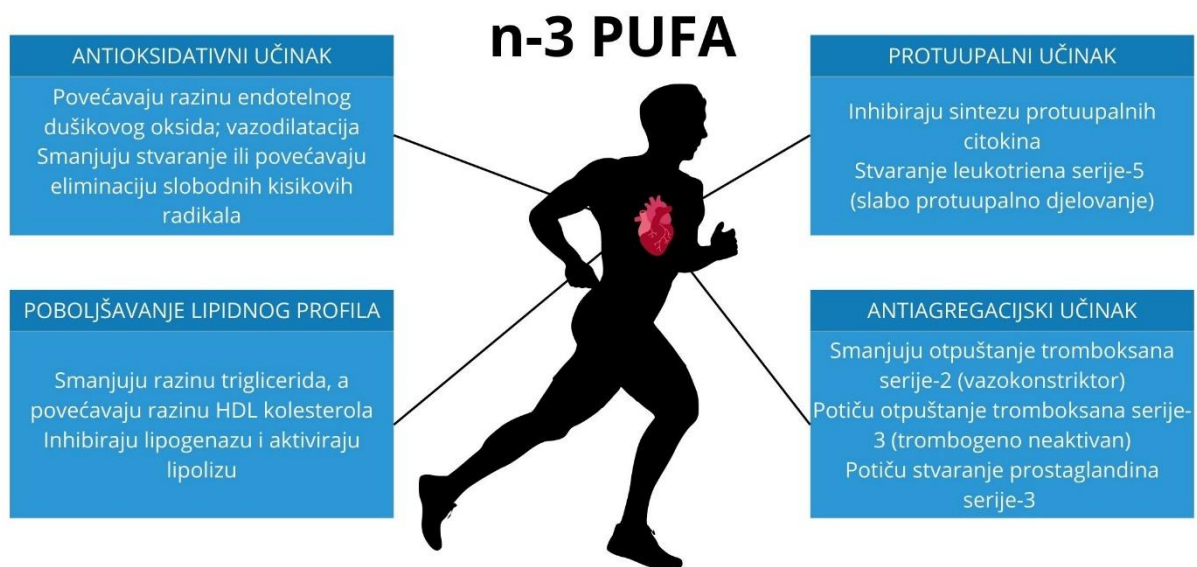 n-3 PUFA
ANTIOKSIDATIVNI UČINAK
Povećavaju razinu endotelnog
dušikovog oksida; vazodilatacija
Smanjuju stvaranje ili povećavaju
eliminaciju slobodnih kisikovih
radikala
PROTUUPALNI UČINAK
Inhibiraju sintezu protuupalnih
citokina
Stvaranje leukotriena serije-5
(slabo protuupalno djelovanje)
POBOLJŠAVANJE LIPIDNOG PROFILA
Smanjuju razinu triglicerida, a
povećavaju razinu HDL kolesterola
Inhibiraju lipogenazu i aktiviraju
lipolizu
ANTIAGREGACIJSKI UČINAK
Smanjuju otpuštanje tromboksana
serije-2 (vazokonstriktor)
Potiču otpuštanje tromboksana serije-
3 (trombogeno neaktivan)
Potiču stvaranje prostaglandina
serije-3